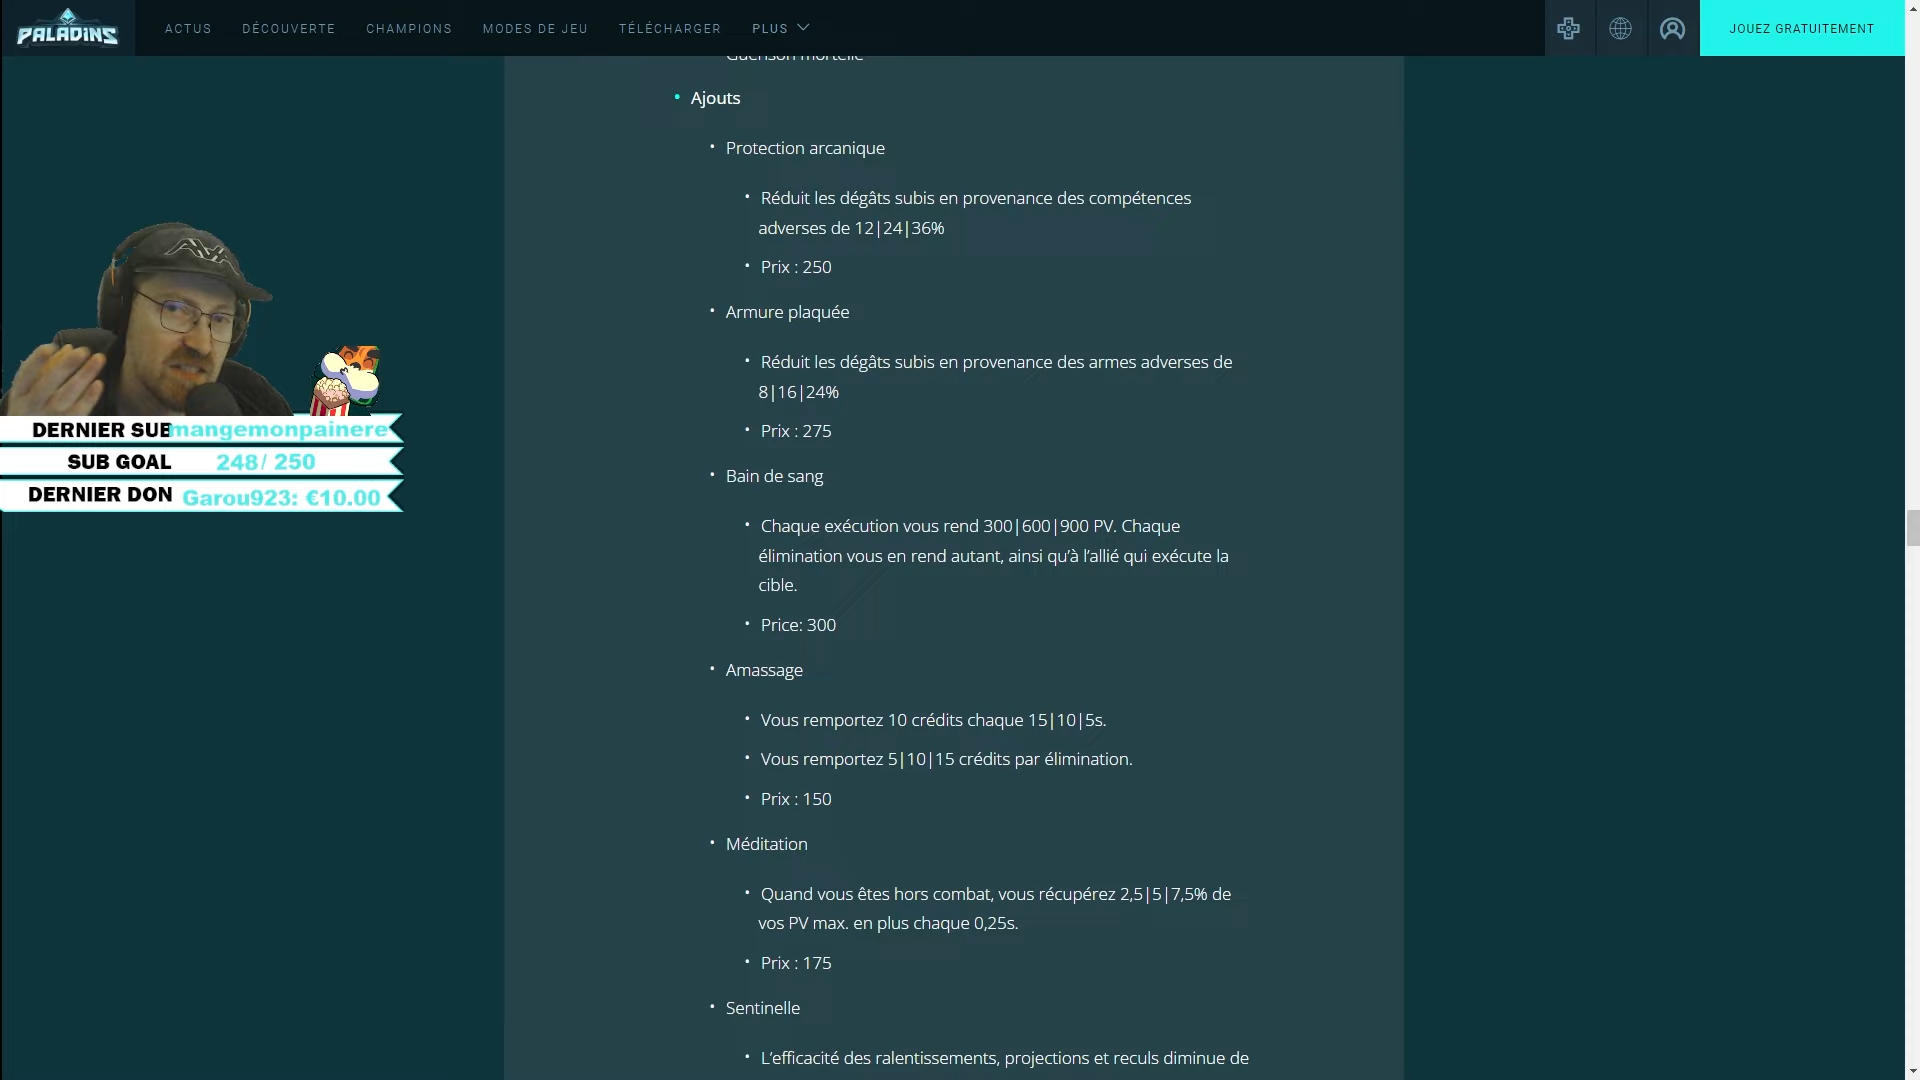 PALADINS
ACTUS
DÉCOUVERTE
CHAMPIONS
MODES DE JEU
TÉLÉCHARGER
PLUS
JOUEZ GRATUITEMENT
Guérison mortelle
• Ajouts
• Protection arcanique
• Réduit les dégâts subis en provenance des compétences
adverses de 12|24|36%
• Prix : 250
• Armure plaquée
• Réduit les dégâts subis en provenance des armes adverses de
8|16|24%
• Prix : 275
• Bain de sang
• Chaque exécution vous rend 300|600|900 PV. Chaque
élimination vous en rend autant, ainsi qu’à l’allié qui exécute la
cible.
• Price: 300
• Amassage
• Vous remportez 10 crédits chaque 15|10|5s.
• Vous remportez 5|10|15 crédits par élimination.
• Prix : 150
• Méditation
• Quand vous êtes hors combat, vous récupérez 2,5|5|7,5% de
vos PV max. en plus chaque 0,25s.
• Prix : 175
• Sentinelle
• L’efficacité des ralentissements, projections et reculs diminue de
DERNIER SUB mangemonpainere
SUB GOAL 248/ 250
DERNIER DON Garou923: €10.00